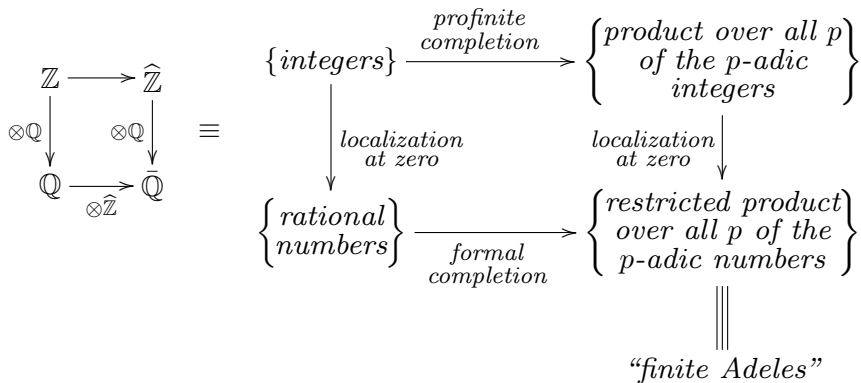 ℤ ⟶ ℤ̂
⊗ℚ ⊗ℚ
ℚ ⟶ ℚ̄
⊗ℤ̂
≡
{integers}
profinite
completion
{product over all p
of the p-adic
integers}
localization
at zero
localization
at zero
{rational
numbers}
formal
completion
{restricted product
over all p of the
p-adic numbers}
“finite Adeles”